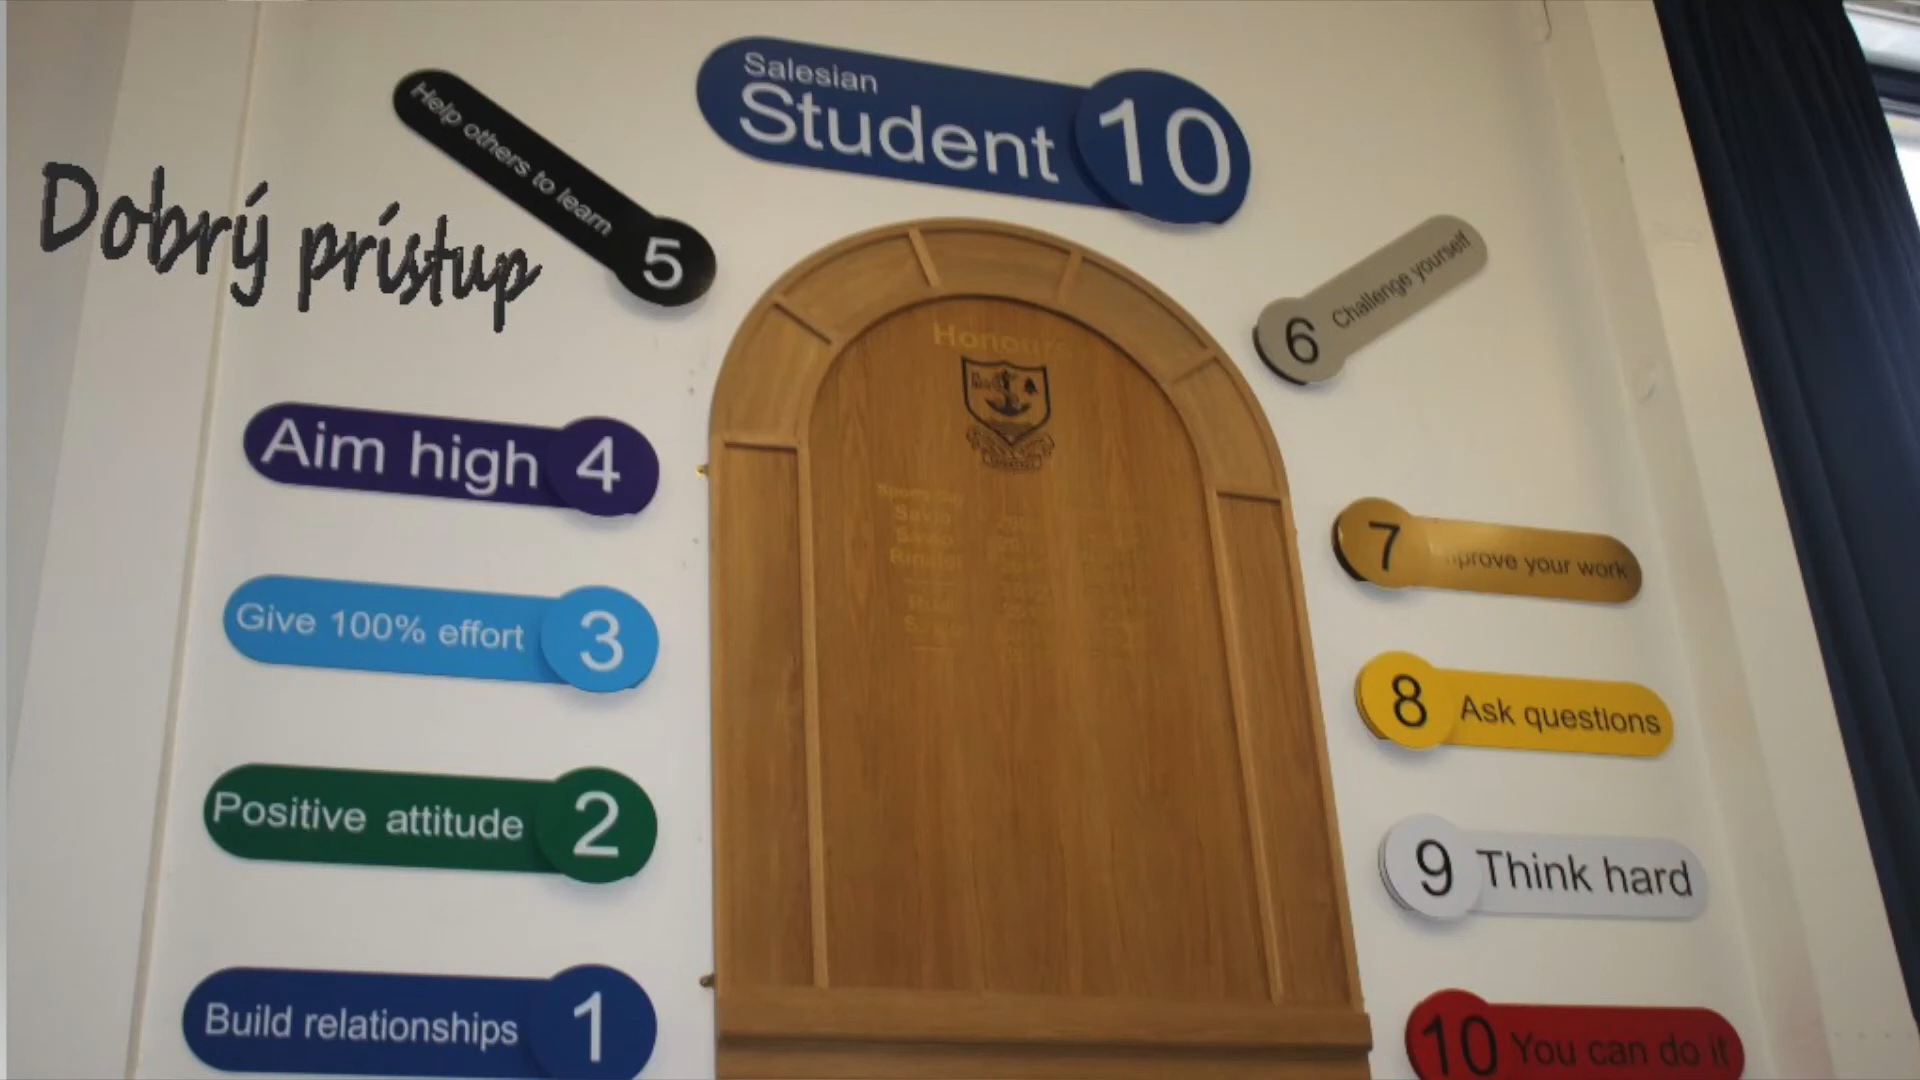 Salesian
Student 10
Help others to learn
5
Dobrý prístup
6 Challenge yourself
Honours
Aim high 4
7 Improve your work
Give 100% effort 3
8 Ask questions
Positive attitude 2
9 Think hard
Build relationships 1
10 You can do it